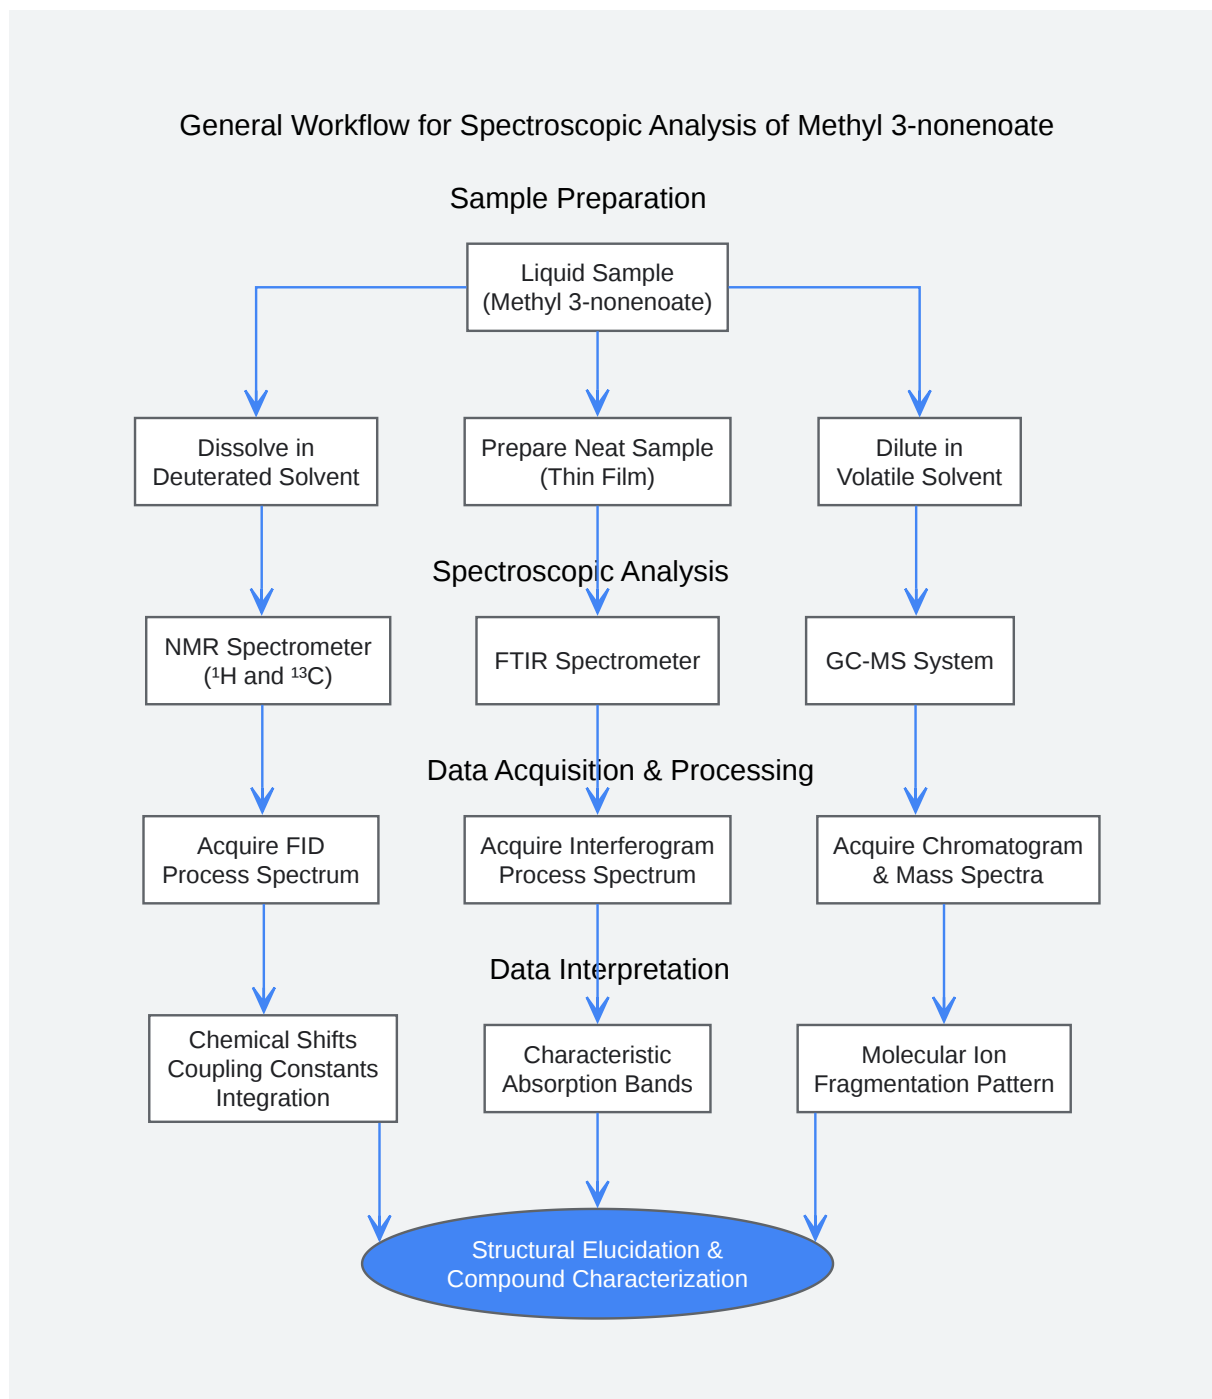 General Workflow for Spectroscopic Analysis of Methyl 3-nonenoate
Sample Preparation
Liquid Sample
(Methyl 3-nonenoate)
Dissolve in
Deuterated Solvent
Prepare Neat Sample
(Thin Film)
Dilute in
Volatile Solvent
Spectroscopic Analysis
NMR Spectrometer
(¹H and ¹³C)
FTIR Spectrometer
GC-MS System
Data Acquisition & Processing
Acquire FID
Process Spectrum
Acquire Interferogram
Process Spectrum
Acquire Chromatogram
& Mass Spectra
Data Interpretation
Chemical Shifts
Coupling Constants
Integration
Characteristic
Absorption Bands
Molecular Ion
Fragmentation Pattern
Structural Elucidation &
Compound Characterization